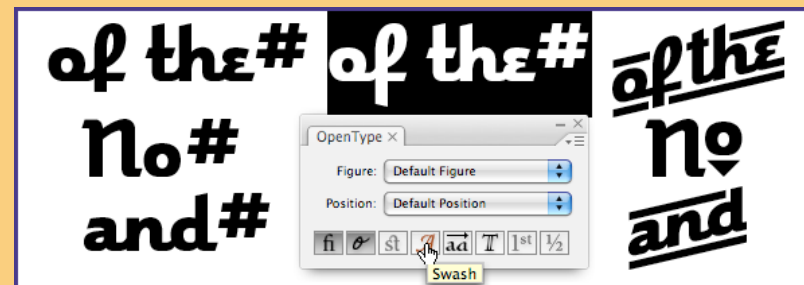 of the# of the# of the
No# No
and# and
OpenType ×
Figure: Default Figure
Position: Default Position
fi o st A aa T 1st ½
Swash